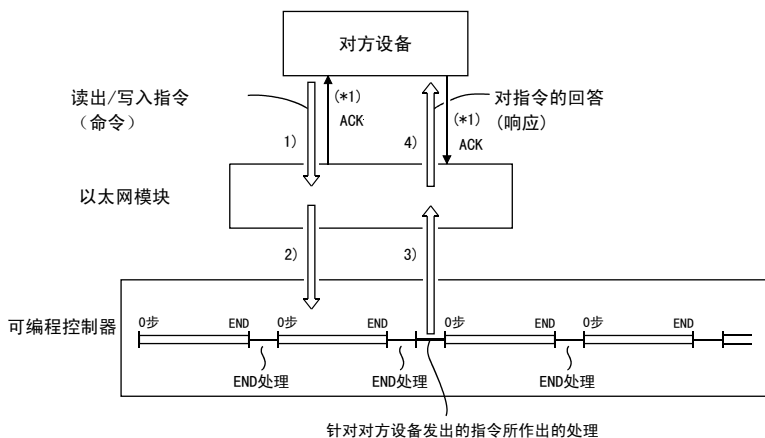 对方设备
读出/写入指令
（命令）
(*1)
ACK
对指令的回答
(响应)
(*1)
ACK
1)
4)
以太网模块
2)
3)
可编程控制器
0步
END
0步
END
0步
END
0步
END
END处理
END处理
END处理
针对对方设备发出的指令所作出的处理